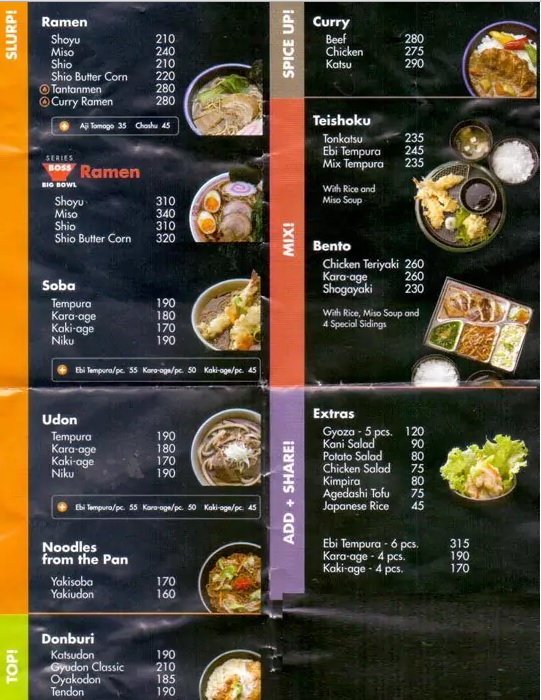 SLURP!
Ramen
Shoyu 210
Miso 240
Shio 210
Shio Butter Corn 220
Tantanmen 280
Curry Ramen 280
Aji Tamago 35 Chashu 45
SERIES
BOSS
BIG BOWL
Ramen
Shoyu 310
Miso 340
Shio 310
Shio Butter Corn 320
Soba
Tempura 190
Kara-age 180
Kaki-age 170
Niku 190
Ebi Tempura/pc. 55 Kara-age/pc. 50 Kaki-age/pc. 45
Udon
Tempura 190
Kara-age 180
Kaki-age 170
Niku 190
Ebi Tempura/pc. 55 Kara-age/pc. 50 Kaki-age/pc. 45
Noodles
from the Pan
Yakisoba 170
Yakiudon 160
TOP!
Donburi
Katsudon 190
Gyudon Classic 210
Oyakodon 185
Tendon 190
SPICE UP!
Curry
Beef 280
Chicken 275
Katsu 290
MIX!
Teishoku
Tonkatsu 235
Ebi Tempura 245
Mix Tempura 235
With Rice and
Miso Soup
Bento
Chicken Teriyaki 260
Kara-age 260
Shogayaki 230
With Rice, Miso Soup and
4 Special Sidings
ADD + SHARE!
Extras
Gyoza - 5 pcs. 120
Kani Salad 90
Potato Salad 80
Chicken Salad 75
Kimpira 80
Agedashi Tofu 75
Japanese Rice 45
Ebi Tempura - 6 pcs. 315
Kara-age - 4 pcs. 190
Kaki-age - 4 pcs. 170